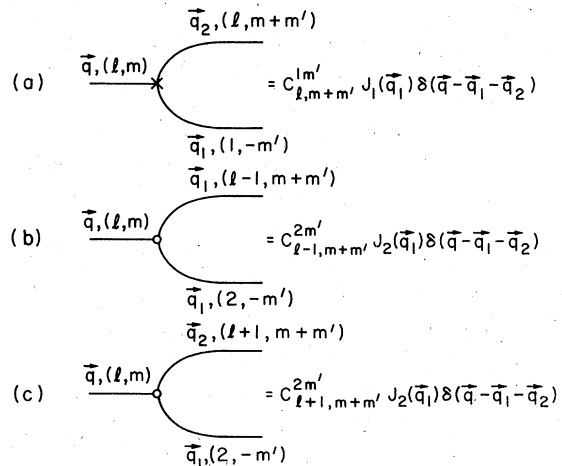 q⃗₂,(ℓ,m+m′)
(a) q⃗,(ℓ,m) = C^{1m′}_{ℓ,m+m′} J₁(q⃗₁)δ(q⃗-q⃗₁-q⃗₂)
q⃗₁,(1,-m′)
q⃗₁,(ℓ-1,m+m′)
(b) q⃗,(ℓ,m) = C^{2m′}_{ℓ-1,m+m′} J₂(q⃗₁)δ(q⃗-q⃗₁-q⃗₂)
q⃗₁,(2,-m′)
q⃗₂,(ℓ+1,m+m′)
(c) q⃗,(ℓ,m) = C^{2m′}_{ℓ+1,m+m′} J₂(q⃗₁)δ(q⃗-q⃗₁-q⃗₂)
q⃗₁,(2,-m′)